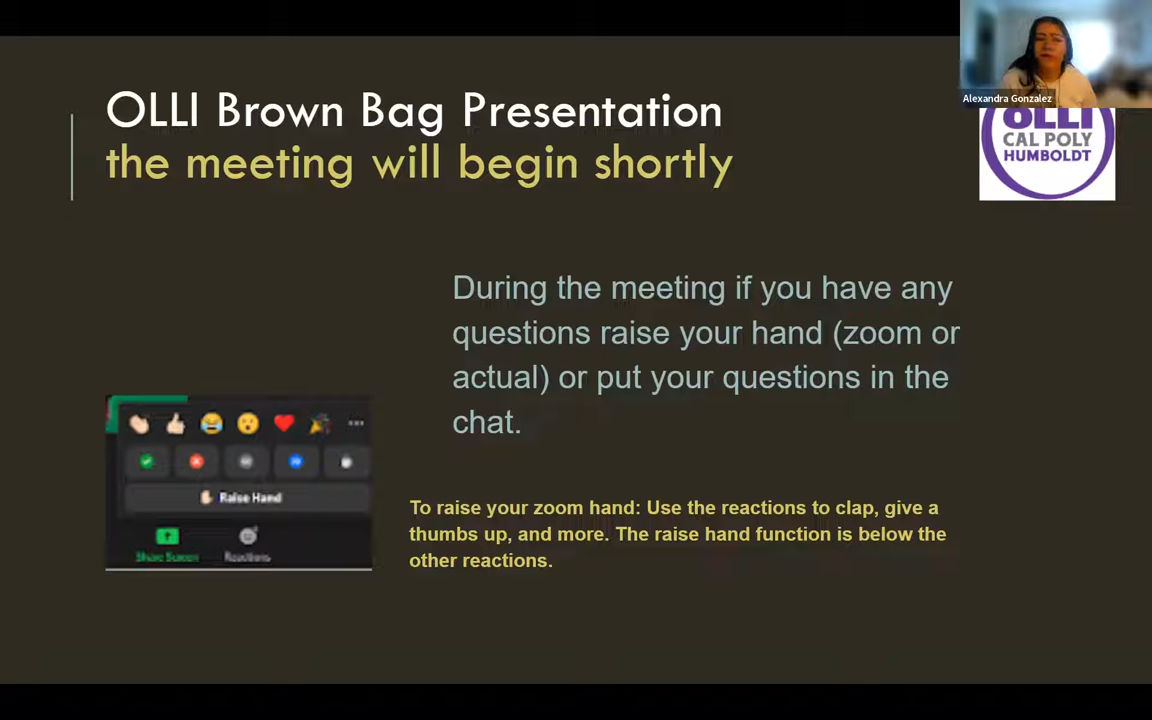 OLLI Brown Bag Presentation
the meeting will begin shortly
Alexandra Gonzalez
OLLI
CAL POLY
HUMBOLDT
During the meeting if you have any
questions raise your hand (zoom or
actual) or put your questions in the
chat.
Raise Hand
Share Screen
Reactions
To raise your zoom hand: Use the reactions to clap, give a
thumbs up, and more. The raise hand function is below the
other reactions.